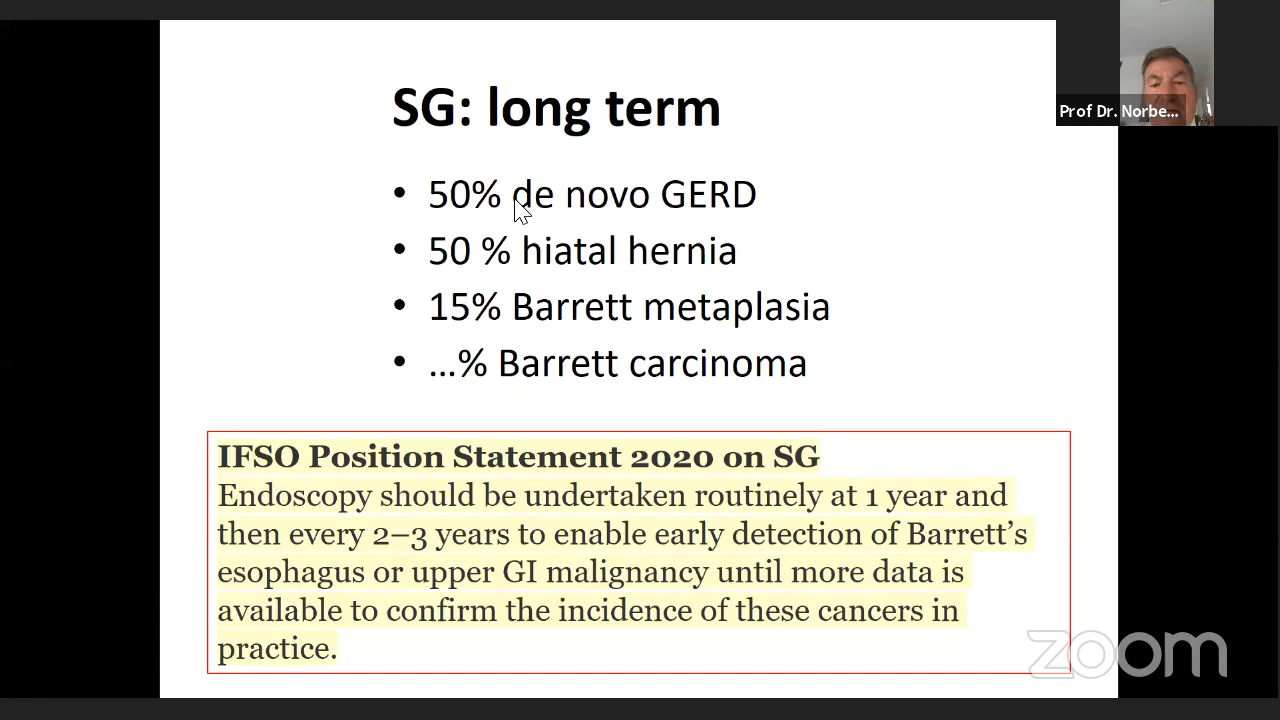 SG: long term
Prof Dr. Norbe...
• 50% de novo GERD
• 50 % hiatal hernia
• 15% Barrett metaplasia
• ...% Barrett carcinoma
IFSO Position Statement 2020 on SG
Endoscopy should be undertaken routinely at 1 year and
then every 2–3 years to enable early detection of Barrett’s
esophagus or upper GI malignancy until more data is
available to confirm the incidence of these cancers in
practice.
zoom